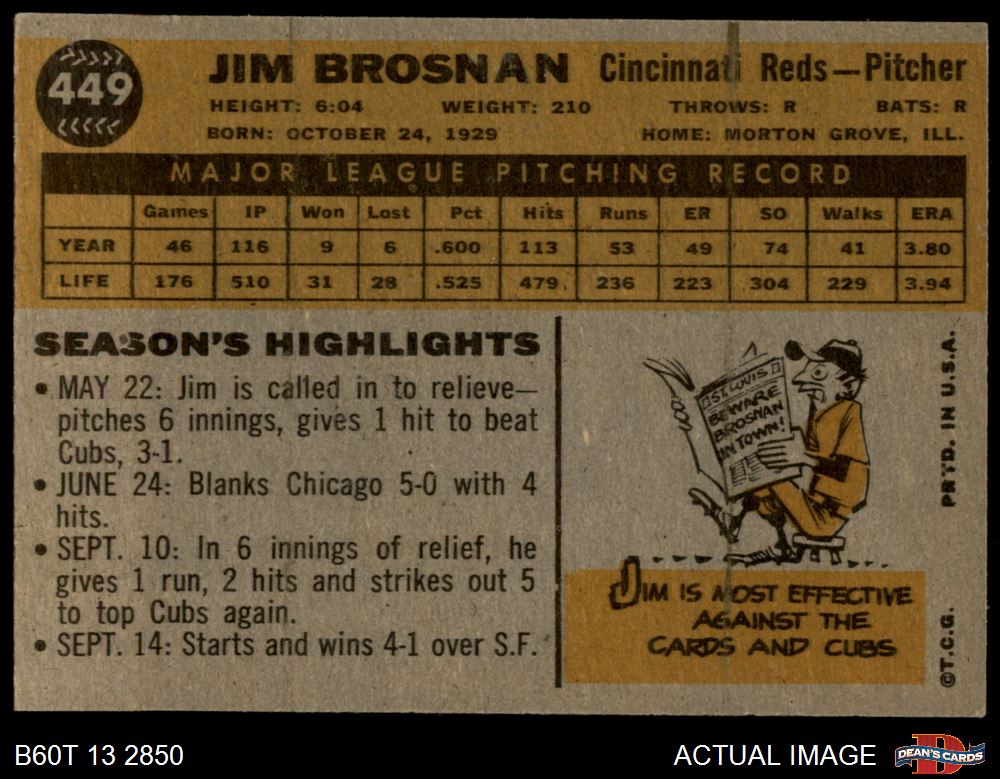 449
JIM BROSNAN Cincinnati Reds—Pitcher
HEIGHT: 6:04 WEIGHT: 210 THROWS: R BATS: R
BORN: OCTOBER 24, 1929 HOME: MORTON GROVE, ILL.
MAJOR LEAGUE PITCHING RECORD
Games IP Won Lost Pct Hits Runs ER SO Walks ERA
YEAR 46 116 9 6 .600 113 53 49 74 41 3.80
LIFE 176 510 31 28 .525 479 236 223 304 229 3.94
SEASON'S HIGHLIGHTS
• MAY 22: Jim is called in to relieve—
pitches 6 innings, gives 1 hit to beat
Cubs, 3-1.
• JUNE 24: Blanks Chicago 5-0 with 4
hits.
• SEPT. 10: In 6 innings of relief, he
gives 1 run, 2 hits and strikes out 5
to top Cubs again.
• SEPT. 14: Starts and wins 4-1 over S.F.
ST. LOUIS
BEWARE
BROSNAN
IN TOWN!
JIM IS MOST EFFECTIVE
AGAINST THE
CARDS AND CUBS
©T.C.G. PRTD. IN U.S.A.
B60T 13 2850 ACTUAL IMAGE
DEAN'S CARDS